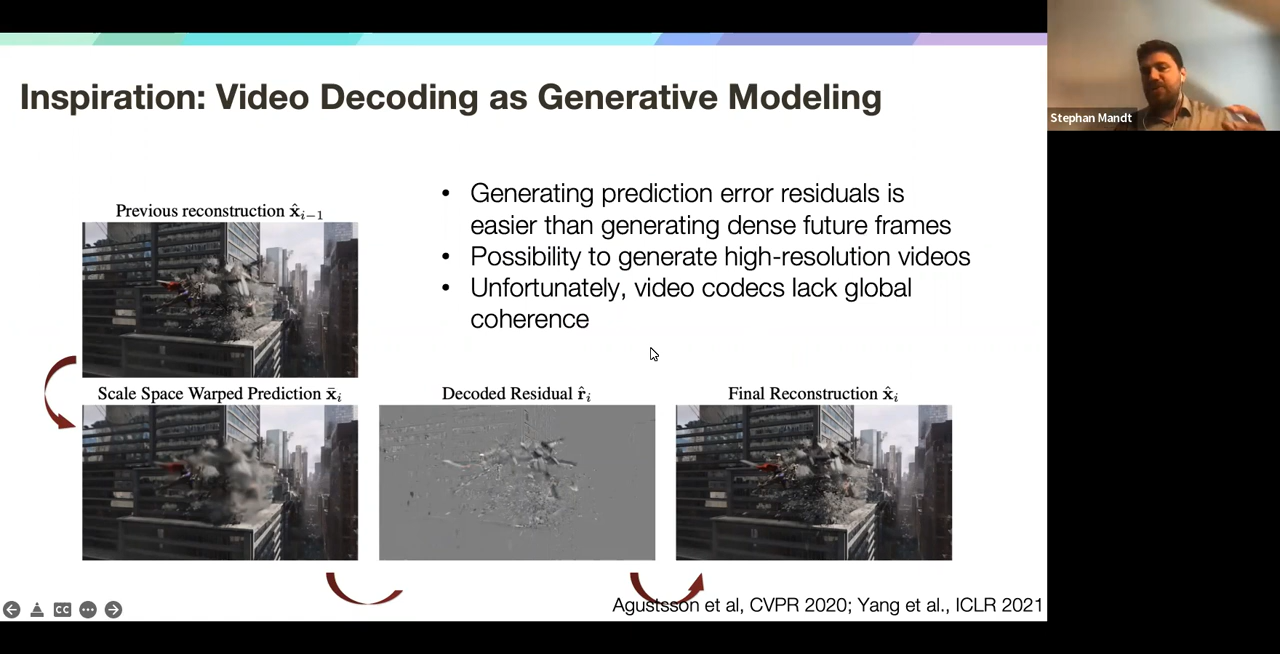 Inspiration: Video Decoding as Generative Modeling
Stephan Mandt
• Generating prediction error residuals is
easier than generating dense future frames
• Possibility to generate high-resolution videos
• Unfortunately, video codecs lack global
coherence
Previous reconstruction x̂ᵢ₋₁
Scale Space Warped Prediction x̄ᵢ
Decoded Residual r̂ᵢ
Final Reconstruction x̂ᵢ
CC
Agustsson et al, CVPR 2020; Yang et al., ICLR 2021